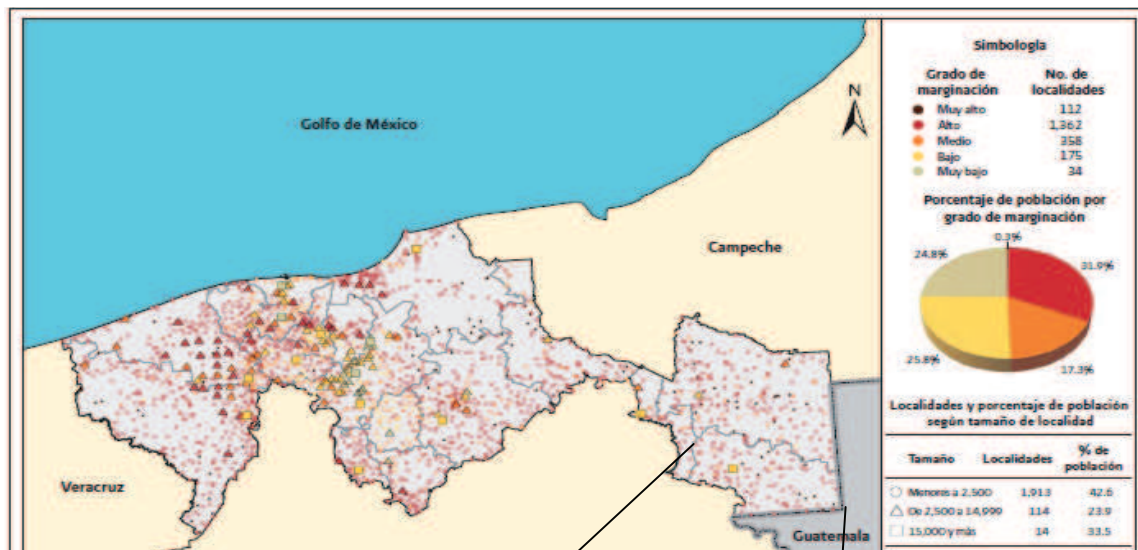 Golfo de México
N
Campeche
Veracruz
Guatemala
Simbología
Grado de marginación
No. de localidades
Muy alto 112
Alto 1,362
Medio 358
Bajo 175
Muy bajo 34
Porcentaje de población por
grado de marginación
0.3%
24.8%
31.9%
25.8%
17.3%
Localidades y porcentaje de población
según tamaño de localidad
Tamaño Localidades % de población
Menores a 2,500 1,913 42.6
De 2,500 a 14,999 114 23.9
15,000 y más 14 33.5